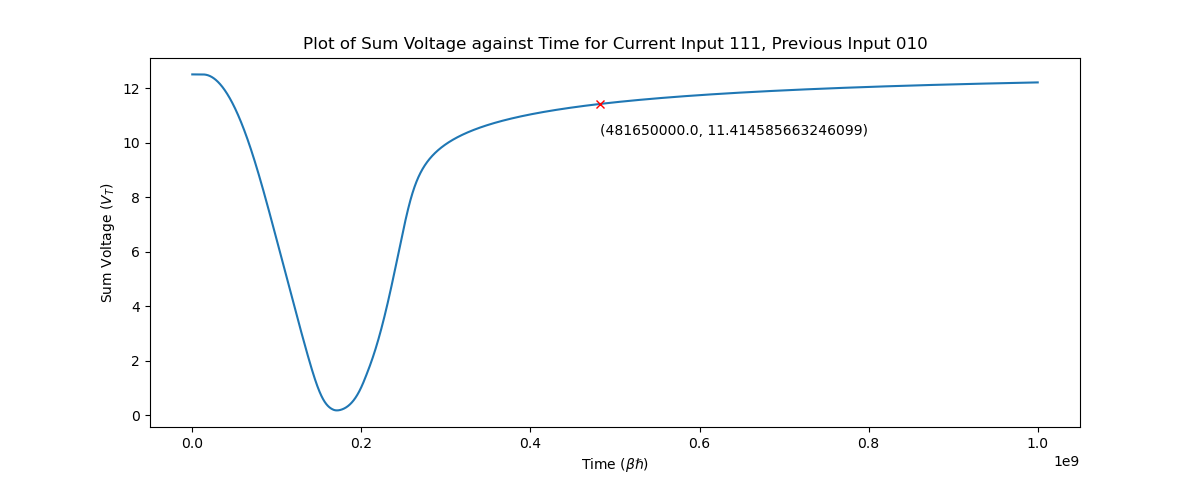 Plot of Sum Voltage against Time for Current Input 111, Previous Input 010
Sum Voltage (V_T)
12
10
8
6
4
2
0
(481650000.0, 11.414585663246099)
0.0 0.2 0.4 0.6 0.8 1.0
1e9
Time (βℏ)